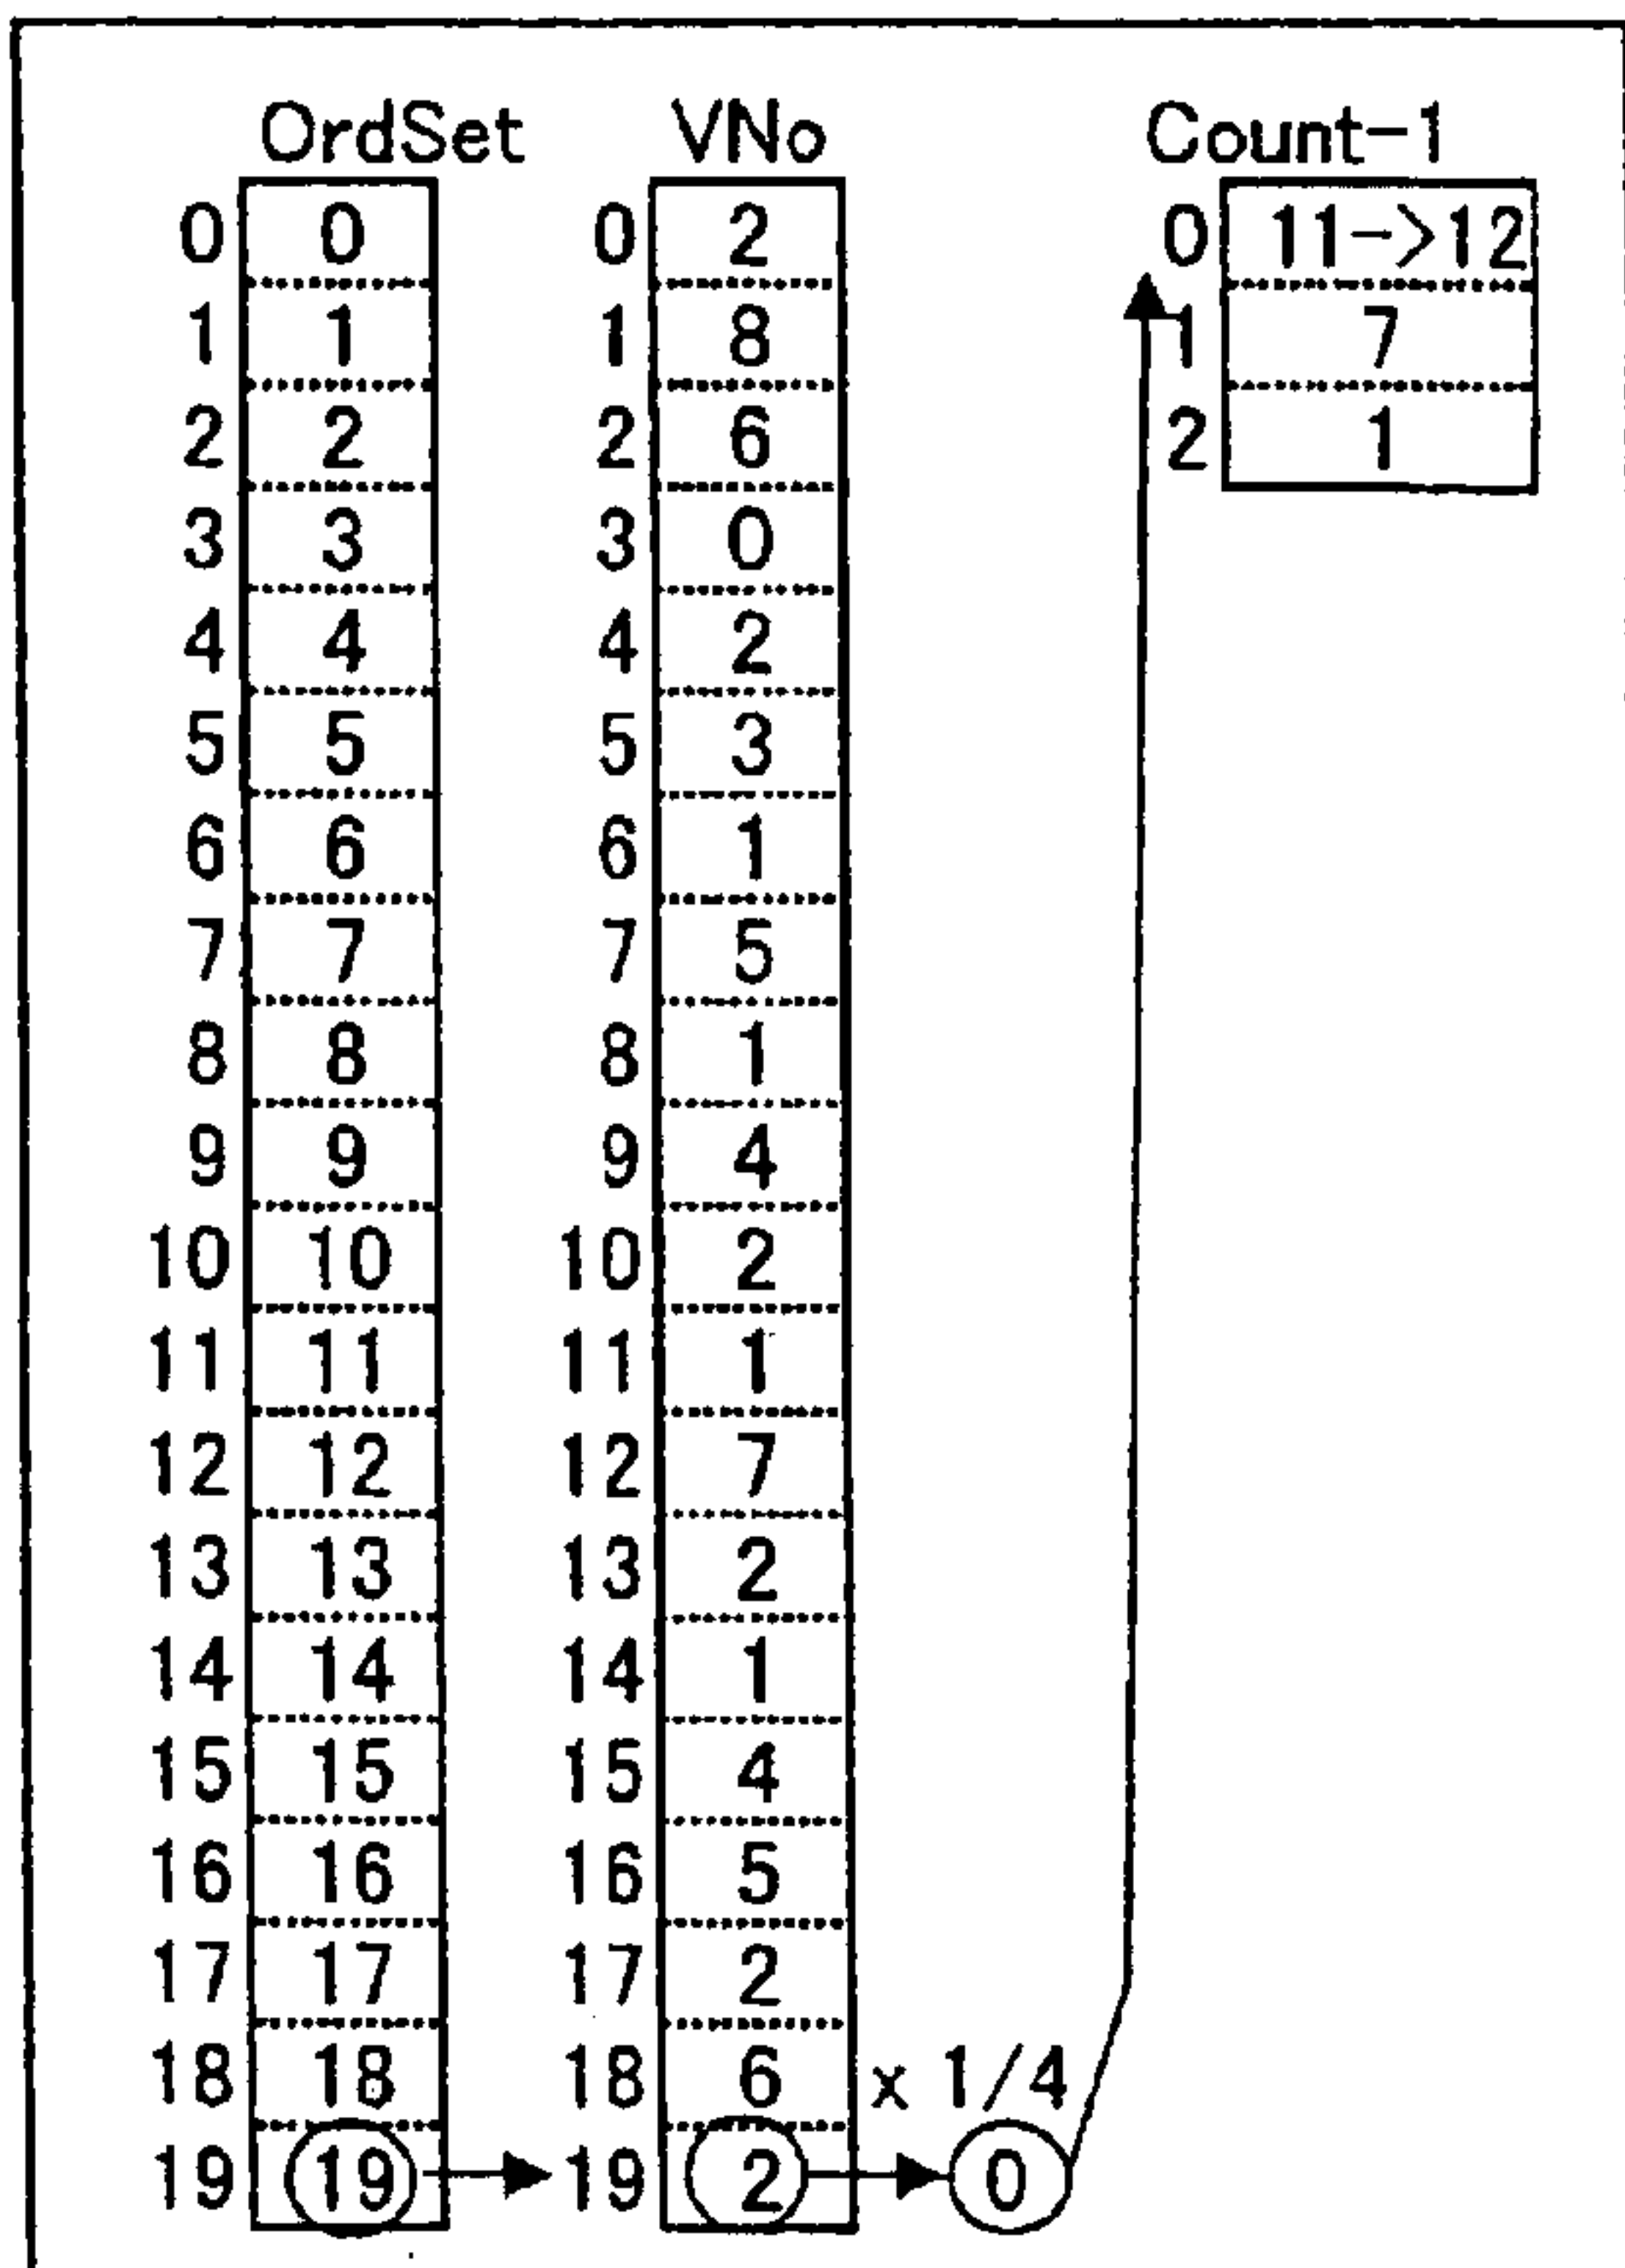 OrdSet VNo Count-1
0 0 0 2 0 11->12
1 1 1 8 1 7
2 2 2 6 2 1
3 3 3 0
4 4 4 2
5 5 5 3
6 6 6 1
7 7 7 5
8 8 8 1
9 9 9 4
10 10 10 2
11 11 11 1
12 12 12 7
13 13 13 2
14 14 14 1
15 15 15 4
16 16 16 5
17 17 17 2
18 18 18 6 x 1/4
19 19 19 2 0